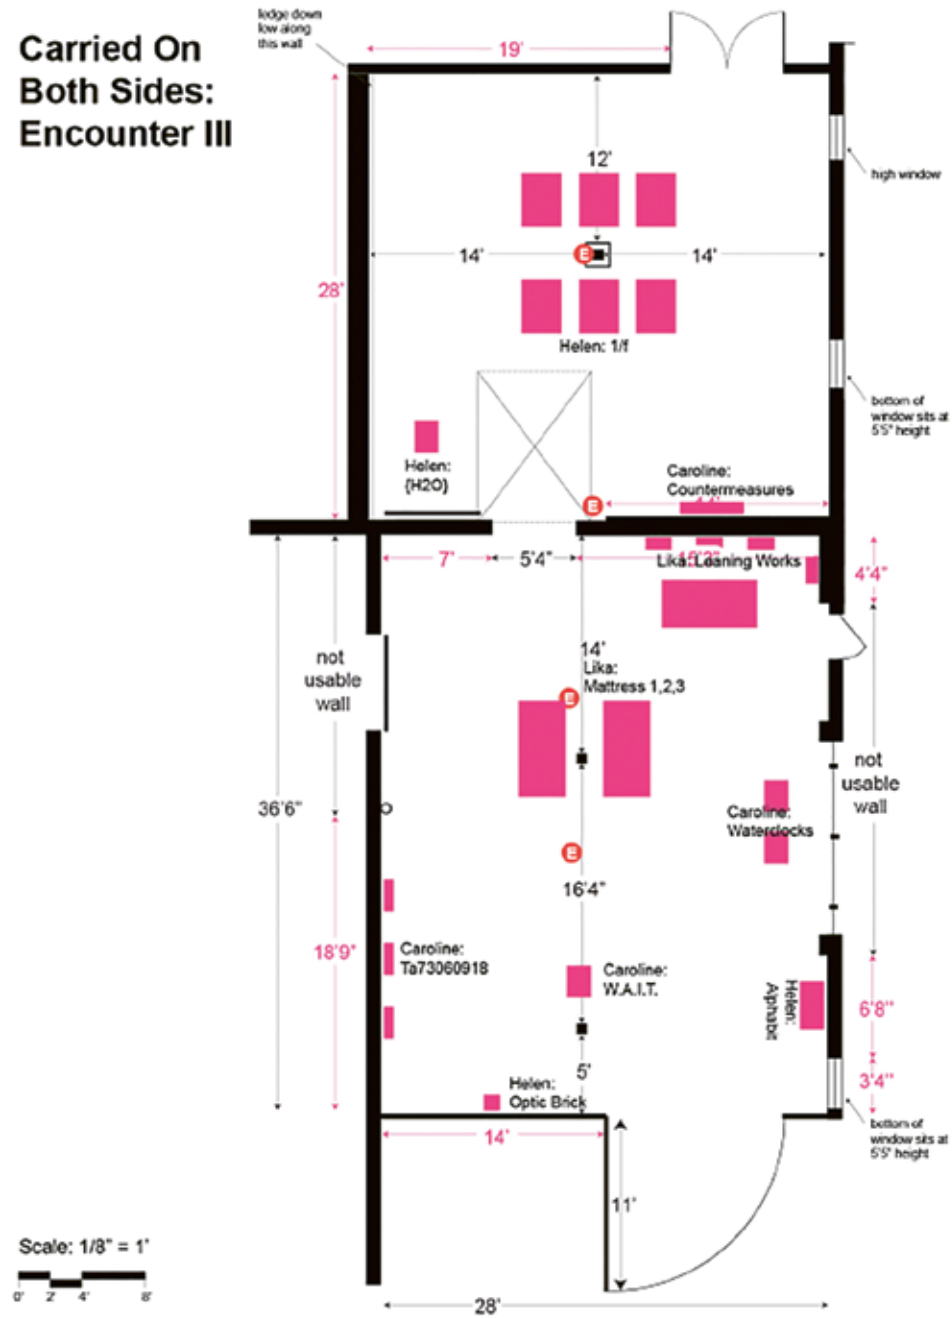 Carried On
Both Sides:
Encounter III
ledge down
low along
this wall
19'
12'
high window
14'
14'
28'
Helen: 1/f
bottom of
window sits at
5'5" height
Helen:
{H2O}
Caroline:
Countermeasures
7'
5'4"
Lika: Loaning Works
4'4"
not
usable
wall
14'
Lika:
Mattress 1,2,3
not
usable
wall
36'6"
Caroline:
Waterclocks
16'4"
18'9"
Caroline:
Ta73060918
Caroline:
W.A.I.T.
Helen:
Alphabit
6'8"
5'
3'4"
Helen:
Optic Brick
bottom of
window sits at
5'5" height
14'
11'
Scale: 1/8" = 1'
0' 2' 4' 8'
28'
E
E
E
E